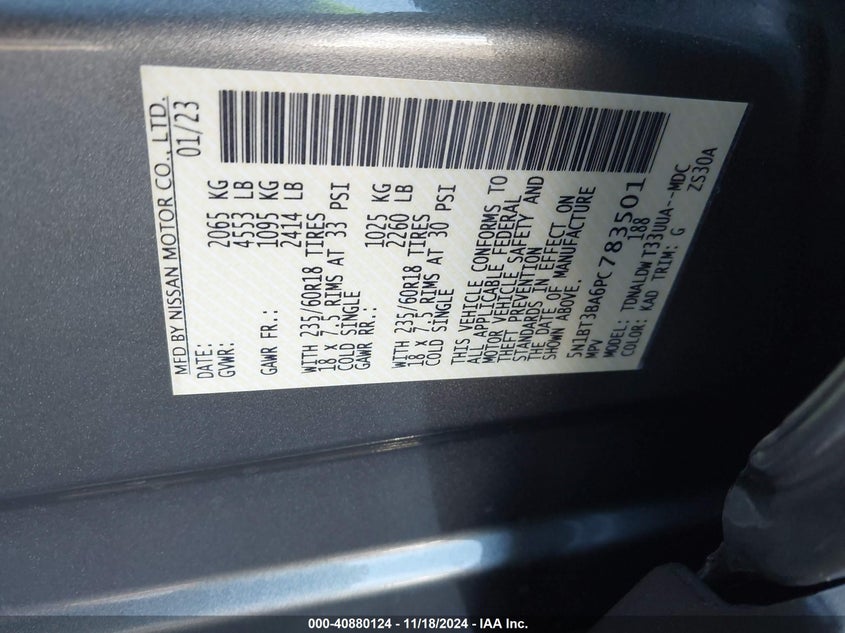 MFD BY NISSAN MOTOR CO., LTD.
DATE: 01/23
GVWR: 2065 KG
4553 LB
GAWR FR.: 1095 KG
2414 LB
WITH 235/60R18 TIRES
18 X 7.5 RIMS AT 33 PSI
COLD SINGLE
GAWR RR.: 1025 KG
2260 LB
WITH 235/60R18 TIRES
18 X 7.5 RIMS AT 30 PSI
COLD SINGLE
THIS VEHICLE CONFORMS TO
ALL APPLICABLE FEDERAL
MOTOR VEHICLE SAFETY AND
THEFT PREVENTION
STANDARDS IN EFFECT ON
THE DATE OF MANUFACTURE
SHOWN ABOVE.
5N1BT3BA6PC783501
MPV 188
MODEL: TDNALDWT33UUA--MDC
COLOR: KAD TRIM: G ZS30A
000-40880124 - 11/18/2024 - IAA Inc.